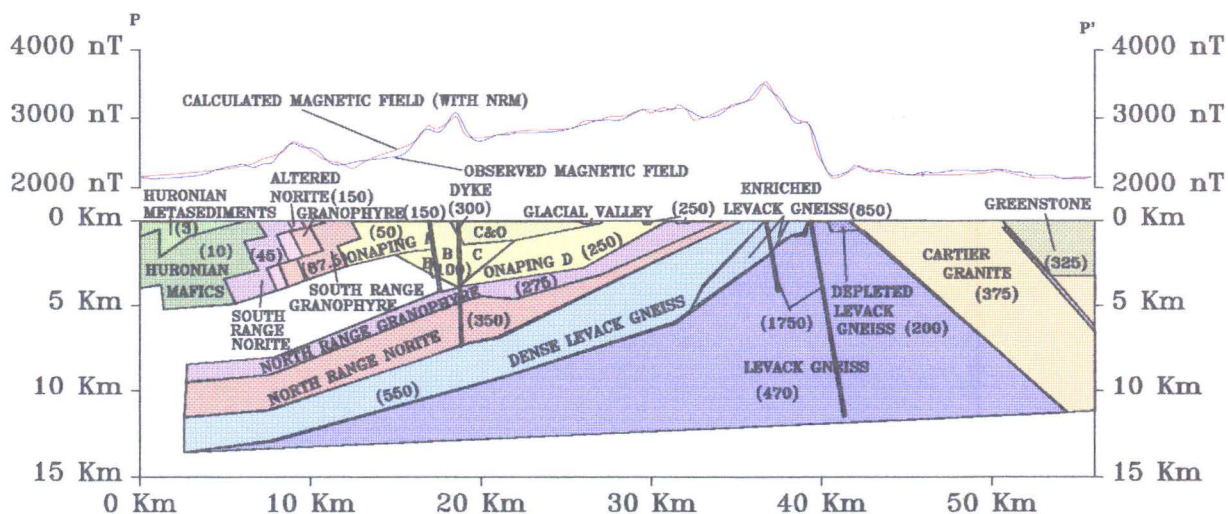 P
P'
4000 nT
4000 nT
3000 nT
3000 nT
2000 nT
2000 nT
CALCULATED MAGNETIC FIELD (WITH NRM)
OBSERVED MAGNETIC FIELD
HURONIAN
METASEDIMENTS
(3)
ALTERED
NORITE (150)
GRANOPHYRE (150)
DYKE
(300)
GLACIAL VALLEY
(250)
ENRICHED
LEVACK GNEISS (850)
GREENSTONE
0 Km
0 Km
(10)
(45)
(87.5)
(50)
ONAPING
B
B
(100)
C&O
C
ONAPING D (250)
HURONIAN
MAFICS
SOUTH
RANGE
NORITE
SOUTH RANGE
GRANOPHYRE
CARTIER
GRANITE
(375)
(325)
5 Km
5 Km
NORTH RANGE GRANOPHYRE
(275)
NORTH RANGE NORITE
(350)
DENSE LEVACK GNEISS
(550)
(1750)
DEPLETED
LEVACK
GNEISS (200)
LEVACK GNEISS
(470)
10 Km
10 Km
15 Km
15 Km
0 Km
10 Km
20 Km
30 Km
40 Km
50 Km